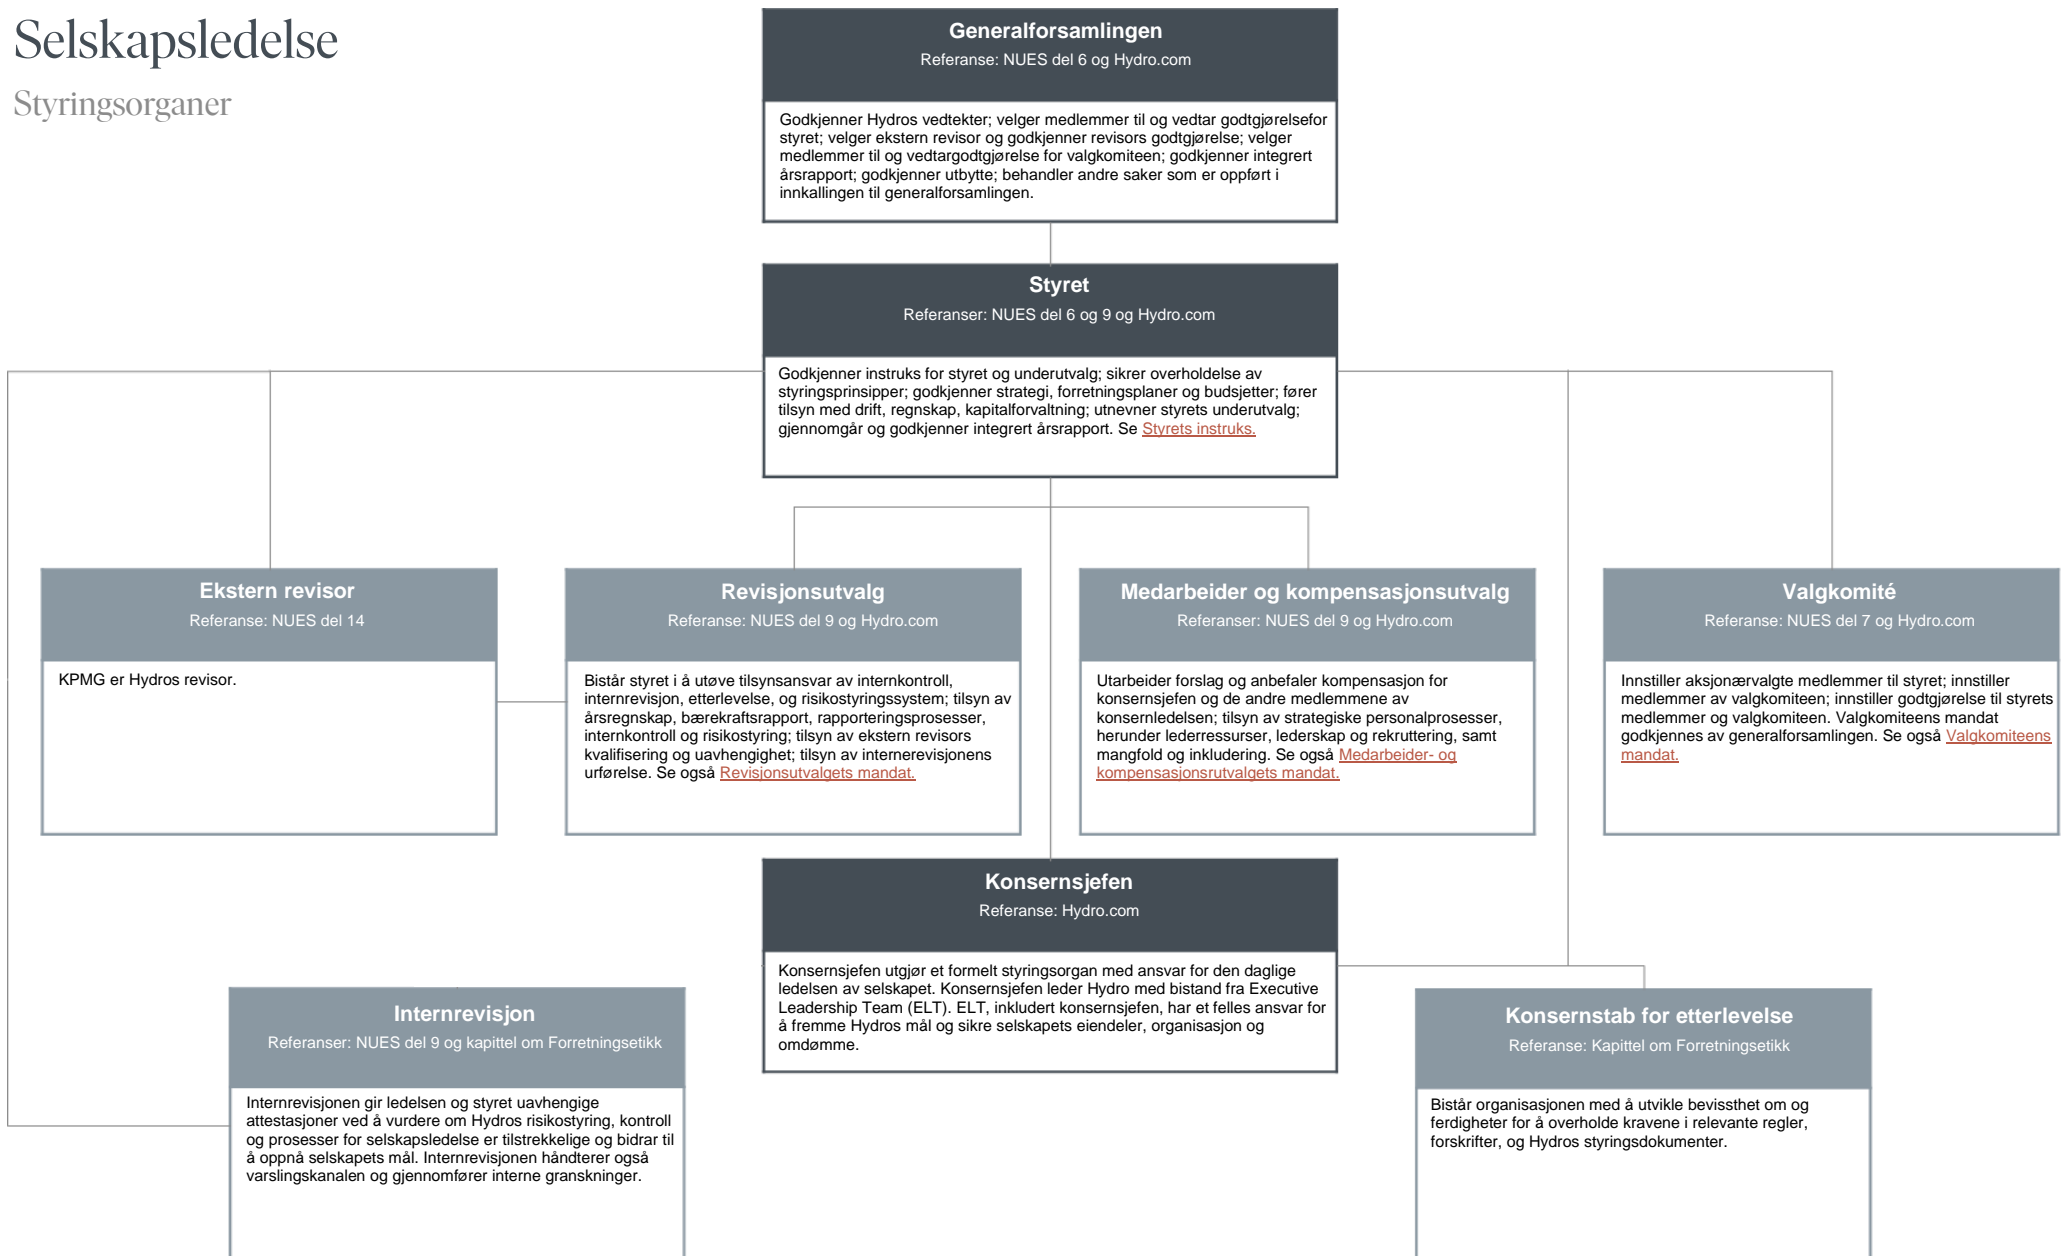 Selskapsledelse
Styringsorganer
Generalforsamlingen
Referanse: NUES del 6 og Hydro.com
Godkjenner Hydros vedtekter; velger medlemmer til og vedtar godtgjørelsefor
styret; velger ekstern revisor og godkjenner revisors godtgjørelse; velger
medlemmer til og vedtargodtgjørelse for valgkomiteen; godkjenner integrert
årsrapport; godkjenner utbytte; behandler andre saker som er oppført i
innkallingen til generalforsamlingen.
Styret
Referanser: NUES del 6 og 9 og Hydro.com
Godkjenner instruks for styret og underutvalg; sikrer overholdelse av
styringsprinsipper; godkjenner strategi, forretningsplaner og budsjetter; fører
tilsyn med drift, regnskap, kapitalforvaltning; utnevner styrets underutvalg;
gjennomgår og godkjenner integrert årsrapport. Se Styrets instruks.
Ekstern revisor
Referanse: NUES del 14
KPMG er Hydros revisor.
Revisjonsutvalg
Referanse: NUES del 9 og Hydro.com
Bistår styret i å utøve tilsynsansvar av internkontroll,
internrevisjon, etterlevelse, og risikostyringssystem; tilsyn av
årsregnskap, bærekraftsrapport, rapporteringsprosesser,
internkontroll og risikostyring; tilsyn av ekstern revisors
kvalifisering og uavhengighet; tilsyn av internerevisjonens
urførelse. Se også Revisjonsutvalgets mandat.
Medarbeider og kompensasjonsutvalg
Referanser: NUES del 9 og Hydro.com
Utarbeider forslag og anbefaler kompensasjon for
konsernsjefen og de andre medlemmene av
konsernledelsen; tilsyn av strategiske personalprosesser,
herunder lederressurser, lederskap og rekruttering, samt
mangfold og inkludering. Se også Medarbeider- og
kompensasjonsrutvalgets mandat.
Valgkomité
Referanse: NUES del 7 og Hydro.com
Innstiller aksjonærvalgte medlemmer til styret; innstiller
medlemmer av valgkomiteen; innstiller godtgjørelse til styrets
medlemmer og valgkomiteen. Valgkomiteens mandat
godkjennes av generalforsamlingen. Se også Valgkomiteens
mandat.
Konsernsjefen
Referanse: Hydro.com
Konsernsjefen utgjør et formelt styringsorgan med ansvar for den daglige
ledelsen av selskapet. Konsernsjefen leder Hydro med bistand fra Executive
Leadership Team (ELT). ELT, inkludert konsernsjefen, har et felles ansvar for
å fremme Hydros mål og sikre selskapets eiendeler, organisasjon og
omdømme.
Internrevisjon
Referanser: NUES del 9 og kapittel om Forretningsetikk
Internrevisjonen gir ledelsen og styret uavhengige
attestasjoner ved å vurdere om Hydros risikostyring, kontroll
og prosesser for selskapsledelse er tilstrekkelige og bidrar til
å oppnå selskapets mål. Internrevisjonen håndterer også
varslingskanalen og gjennomfører interne granskninger.
Konsernstab for etterlevelse
Referanse: Kapittel om Forretningsetikk
Bistår organisasjonen med å utvikle bevissthet om og
ferdigheter for å overholde kravene i relevante regler,
forskrifter, og Hydros styringsdokumenter.